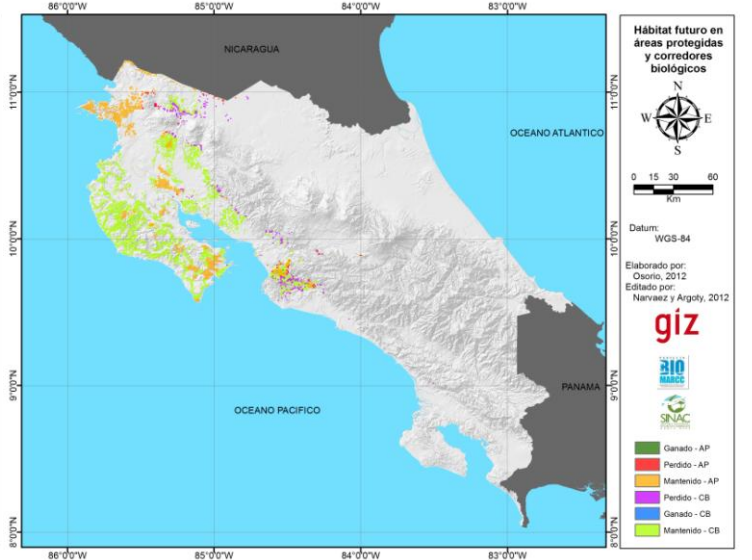 86°0'0"W 85°0'0"W 84°0'0"W 83°0'0"W
11°0'0"N 11°0'0"N
10°0'0"N 10°0'0"N
9°0'0"N 9°0'0"N
8°0'0"N 8°0'0"N
NICARAGUA
OCEANO ATLANTICO
PANAMA
OCEANO PACIFICO
86°0'0"W 85°0'0"W 84°0'0"W 83°0'0"W
Hábitat futuro en
áreas protegidas
y corredores
biológicos
N
W E
S
0 15 30 60
Km
Datum:
WGS-84
Elaborado por:
Osorio, 2012
Editado por:
Narvaez y Argoty, 2012
giz
BIO
MARCC
SINAC
Ganado - AP
Perdido - AP
Mantenido - AP
Perdido - CB
Ganado - CB
Mantenido - CB